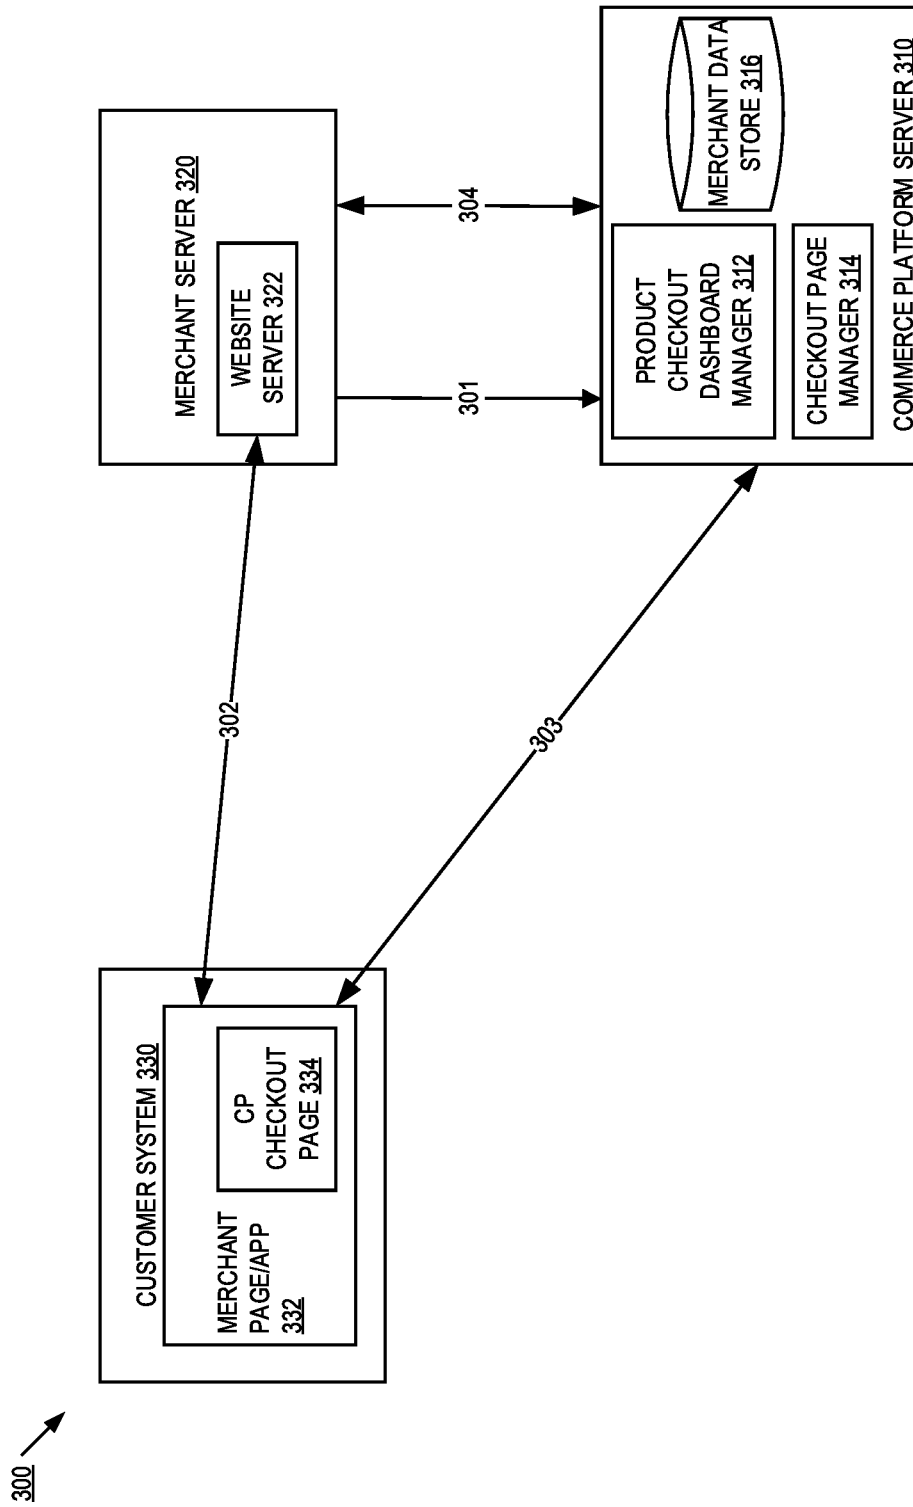 300
CUSTOMER SYSTEM 330
MERCHANT
PAGE/APP
332
CP
CHECKOUT
PAGE 334
302
303
MERCHANT SERVER 320
WEBSITE
SERVER 322
301
304
PRODUCT
CHECKOUT
DASHBOARD
MANAGER 312
MERCHANT DATA
STORE 316
CHECKOUT PAGE
MANAGER 314
COMMERCE PLATFORM SERVER 310